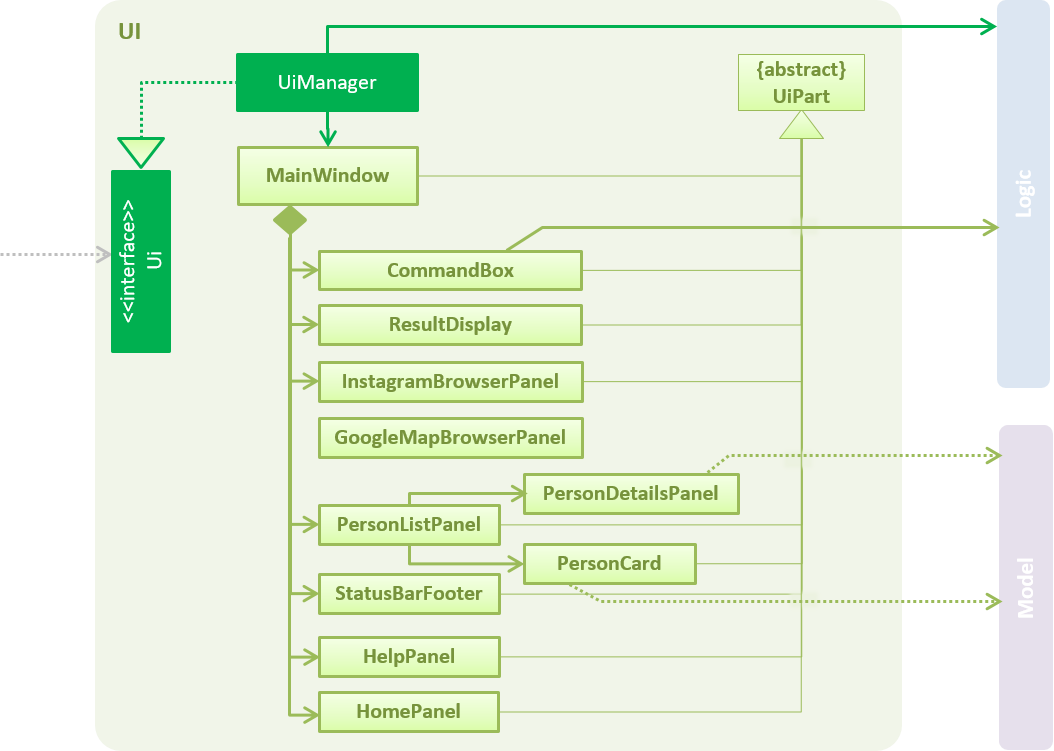 UI
UiManager
{abstract}
UiPart
MainWindow
Logic
<<interface>>
Ui
CommandBox
ResultDisplay
InstagramBrowserPanel
GoogleMapBrowserPanel
PersonDetailsPanel
PersonListPanel
PersonCard
Model
StatusBarFooter
HelpPanel
HomePanel